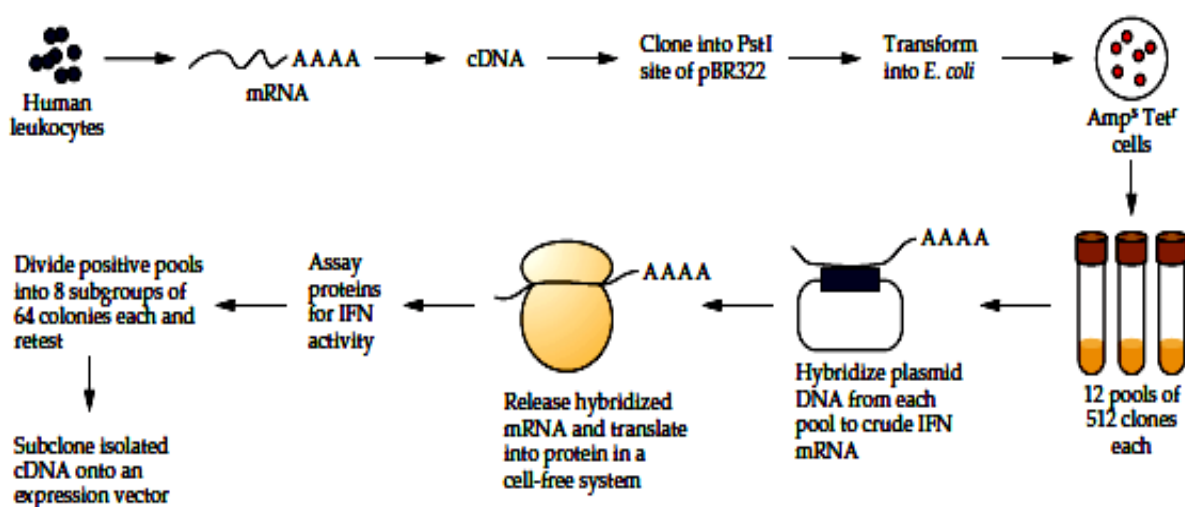 Human
leukocytes
AAAA
mRNA
cDNA
Clone into PstI
site of pBR322
Transform
into E. coli
Ampˢ Tetʳ
cells
12 pools of
512 clones
each
AAAA
Hybridize plasmid
DNA from each
pool to crude IFN
mRNA
AAAA
Release hybridized
mRNA and translate
into protein in a
cell-free system
Assay
proteins
for IFN
activity
Divide positive pools
into 8 subgroups of
64 colonies each and
retest
Subclone isolated
cDNA onto an
expression vector